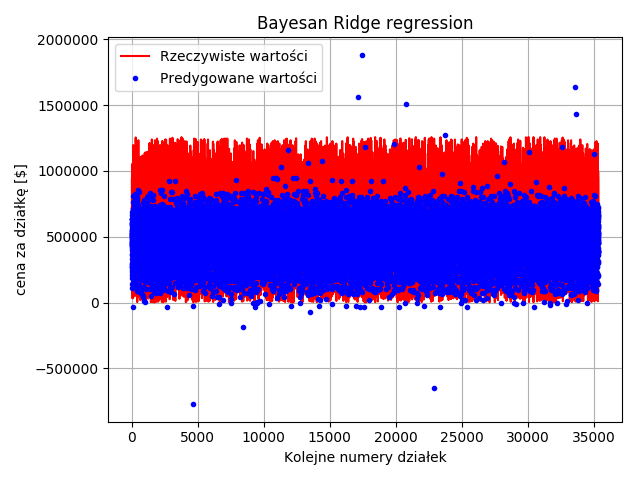 Bayesan Ridge regression
Rzeczywiste wartości
Predygowane wartości
cena za działkę [$]
2000000
1500000
1000000
500000
0
−500000
0 5000 10000 15000 20000 25000 30000 35000
Kolejne numery działek